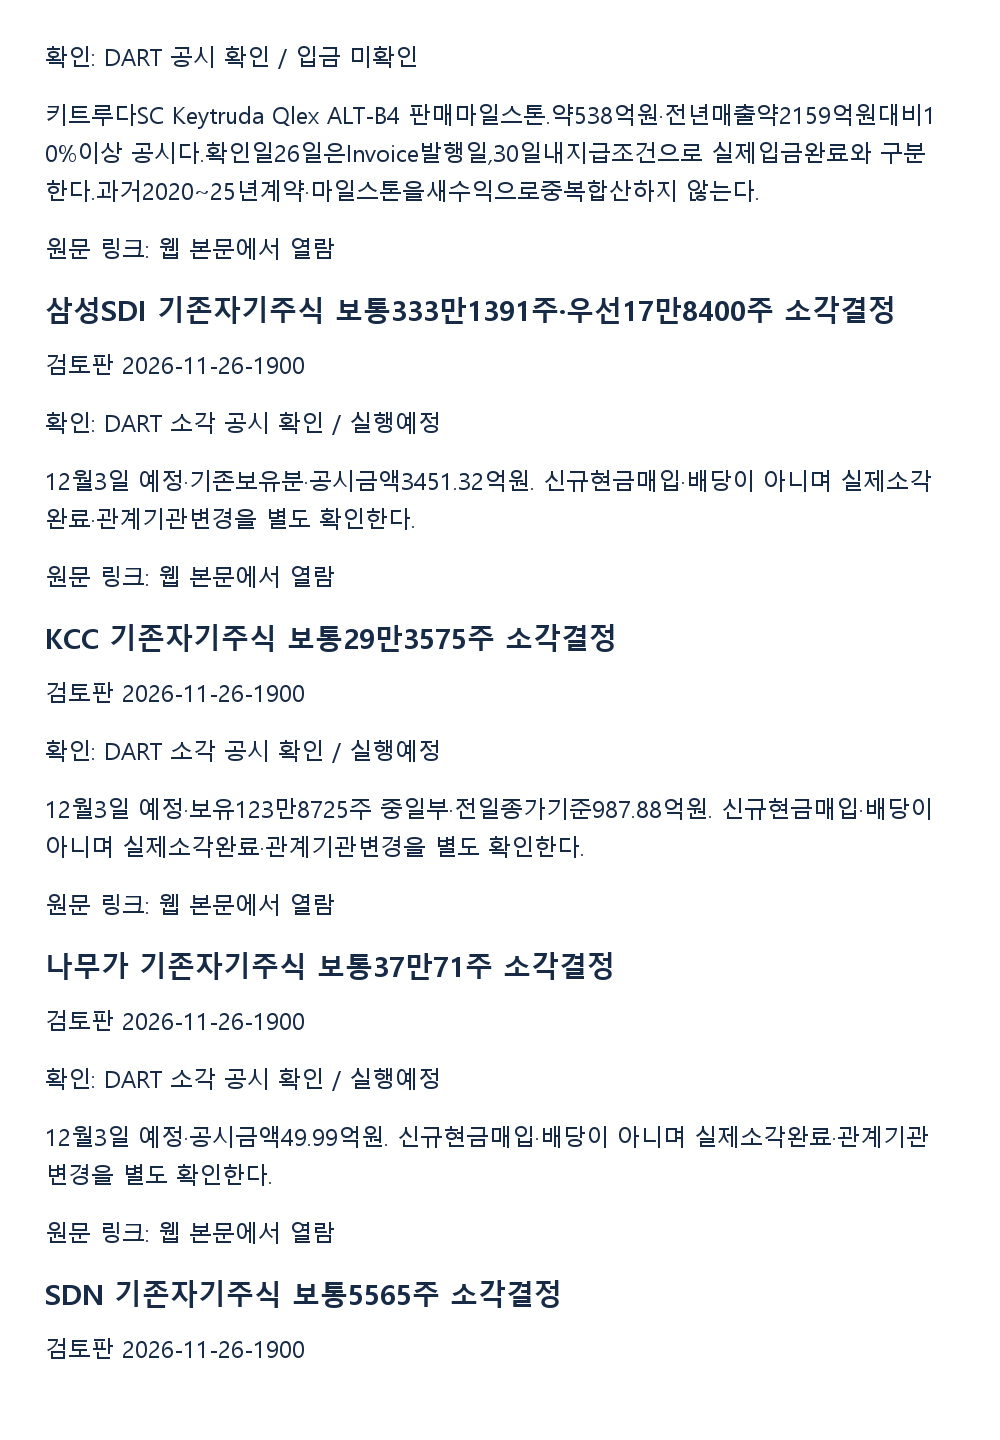 확인: DART 공시 확인 / 입금 미확인
키트루다SC Keytruda Qlex ALT-B4 판매마일스톤.약538억원·전년매출약2159억원대비1
0%이상 공시다.확인일26일은Invoice발행일,30일내지급조건으로 실제입금완료와 구분
한다.과거2020~25년계약·마일스톤을새수익으로중복합산하지 않는다.
원문 링크: 웹 본문에서 열람
삼성SDI 기존자기주식 보통333만1391주·우선17만8400주 소각결정
검토판 2026-11-26-1900
확인: DART 소각 공시 확인 / 실행예정
12월3일 예정·기존보유분·공시금액3451.32억원. 신규현금매입·배당이 아니며 실제소각
완료·관계기관변경을 별도 확인한다.
원문 링크: 웹 본문에서 열람
KCC 기존자기주식 보통29만3575주 소각결정
검토판 2026-11-26-1900
확인: DART 소각 공시 확인 / 실행예정
12월3일 예정·보유123만8725주 중일부·전일종가기준987.88억원. 신규현금매입·배당이
아니며 실제소각완료·관계기관변경을 별도 확인한다.
원문 링크: 웹 본문에서 열람
나무가 기존자기주식 보통37만71주 소각결정
검토판 2026-11-26-1900
확인: DART 소각 공시 확인 / 실행예정
12월3일 예정·공시금액49.99억원. 신규현금매입·배당이 아니며 실제소각완료·관계기관
변경을 별도 확인한다.
원문 링크: 웹 본문에서 열람
SDN 기존자기주식 보통5565주 소각결정
검토판 2026-11-26-1900